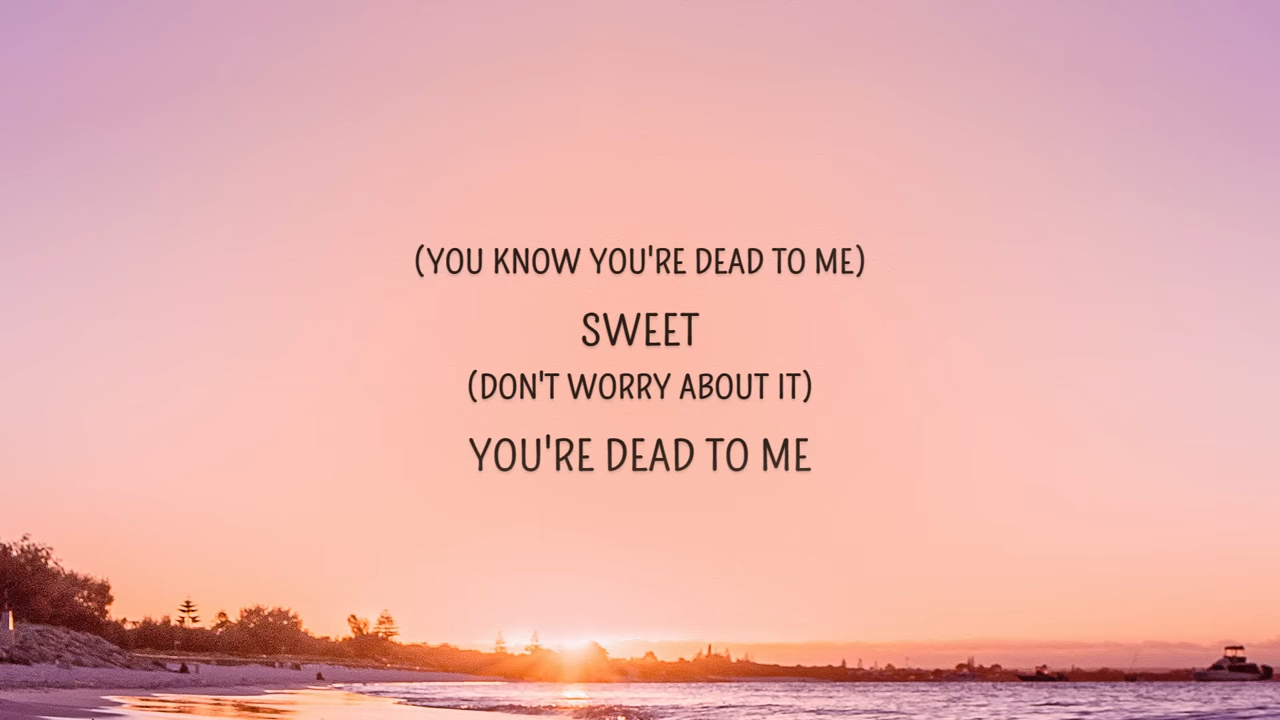 (YOU KNOW YOU'RE DEAD TO ME)
SWEET
(DON'T WORRY ABOUT IT)
YOU'RE DEAD TO ME